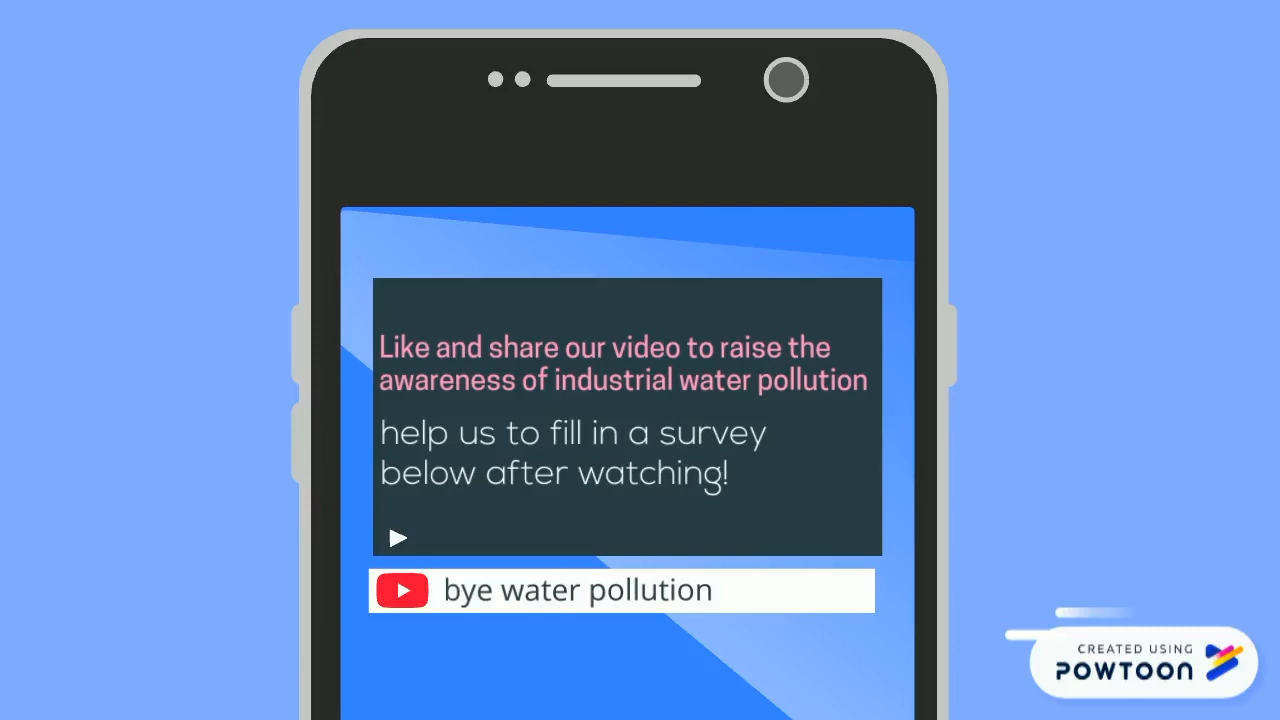 Like and share our video to raise the
awareness of industrial water pollution
help us to fill in a survey
below after watching!
bye water pollution
CREATED USING
POWTOON